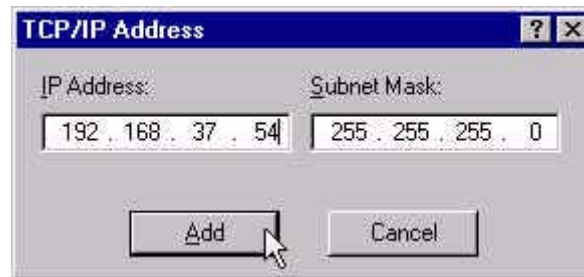 TCP/IP Address
IP Address: Subnet Mask:
192 . 168 . 37 . 54 255 . 255 . 255 . 0
Add Cancel